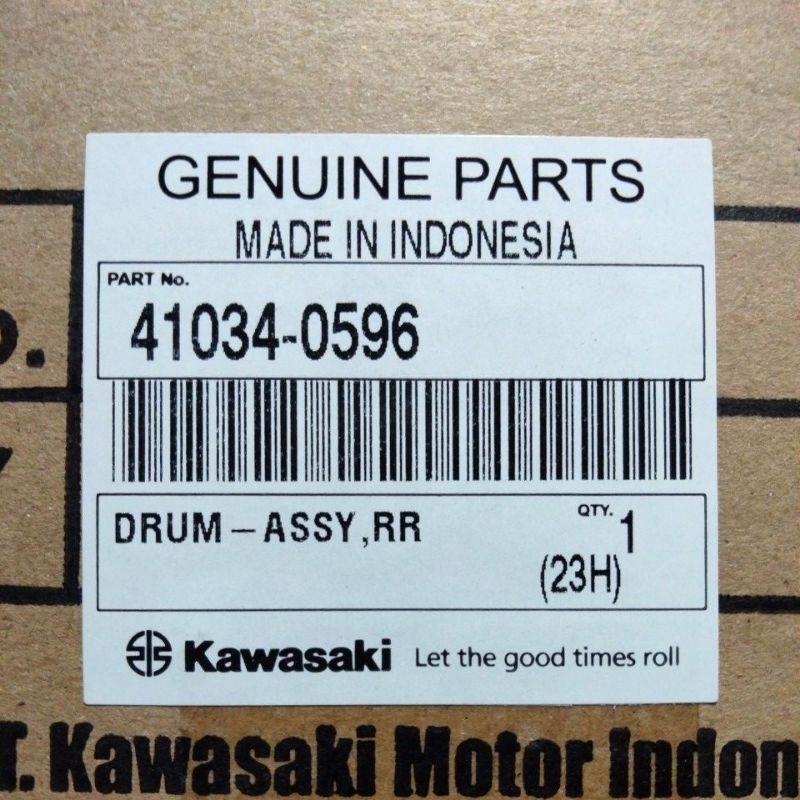 GENUINE PARTS
MADE IN INDONESIA
PART No.
41034-0596
DRUM-ASSY,RR
QTY. 1
(23H)
Kawasaki Let the good times roll
T. Kawasaki Motor Indon